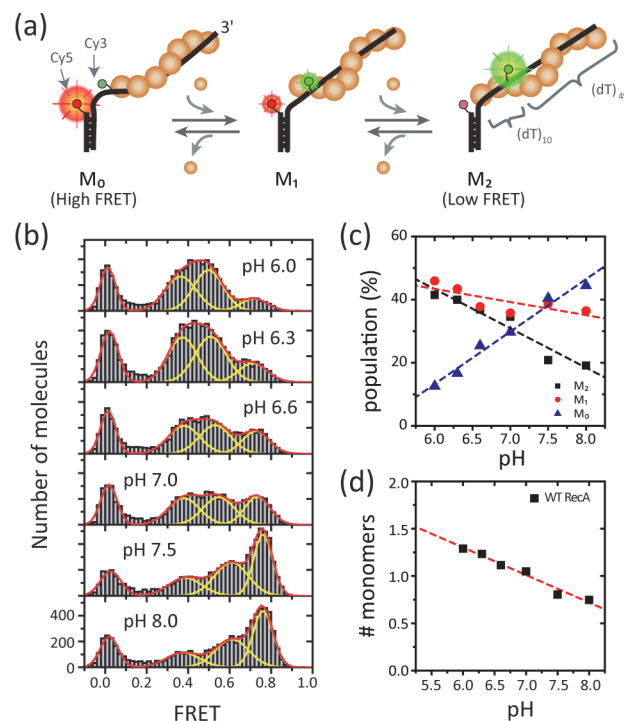 (a)
Cy5
Cy3
3'
(dT)10
M0
(High FRET)
M1
M2
(Low FRET)
(b)
Number of molecules
pH 6.0
pH 6.3
pH 6.6
pH 7.0
pH 7.5
pH 8.0
400
200
0
0.0 0.2 0.4 0.6 0.8 1.0
FRET
(c)
population (%)
60
40
20
0
6.0 6.5 7.0 7.5 8.0
pH
M2
M1
M0
(d)
# monomers
2.0
1.5
1.0
0.5
0.0
5.5 6.0 6.5 7.0 7.5 8.0
pH
WT RecA